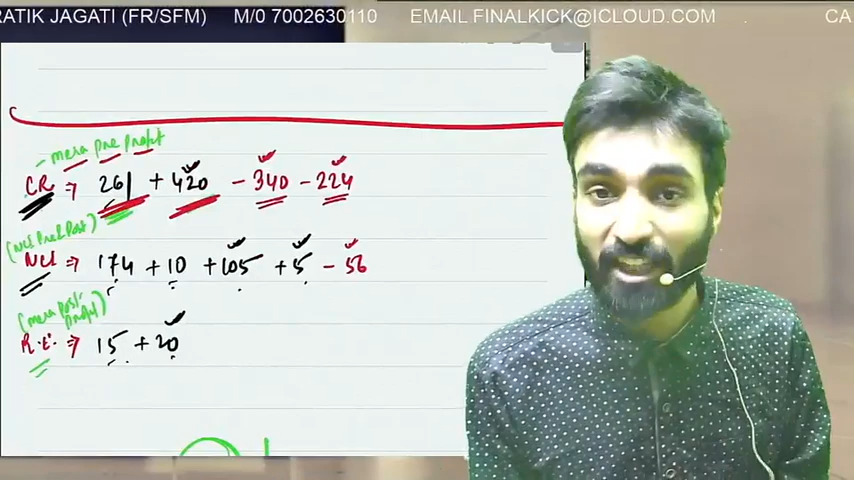 RATIK JAGATI (FR/SFM) M/0 7002630110 EMAIL FINALKICK@ICLOUD.COM . CA
- mera pre profit
CR ⇒ 261 + 420 - 340 - 224
(NCI Pre & Post)
NCI ⇒ 174 + 10 + 105 + 5 - 56
(mera post profit)
R.E. ⇒ 15 + 20